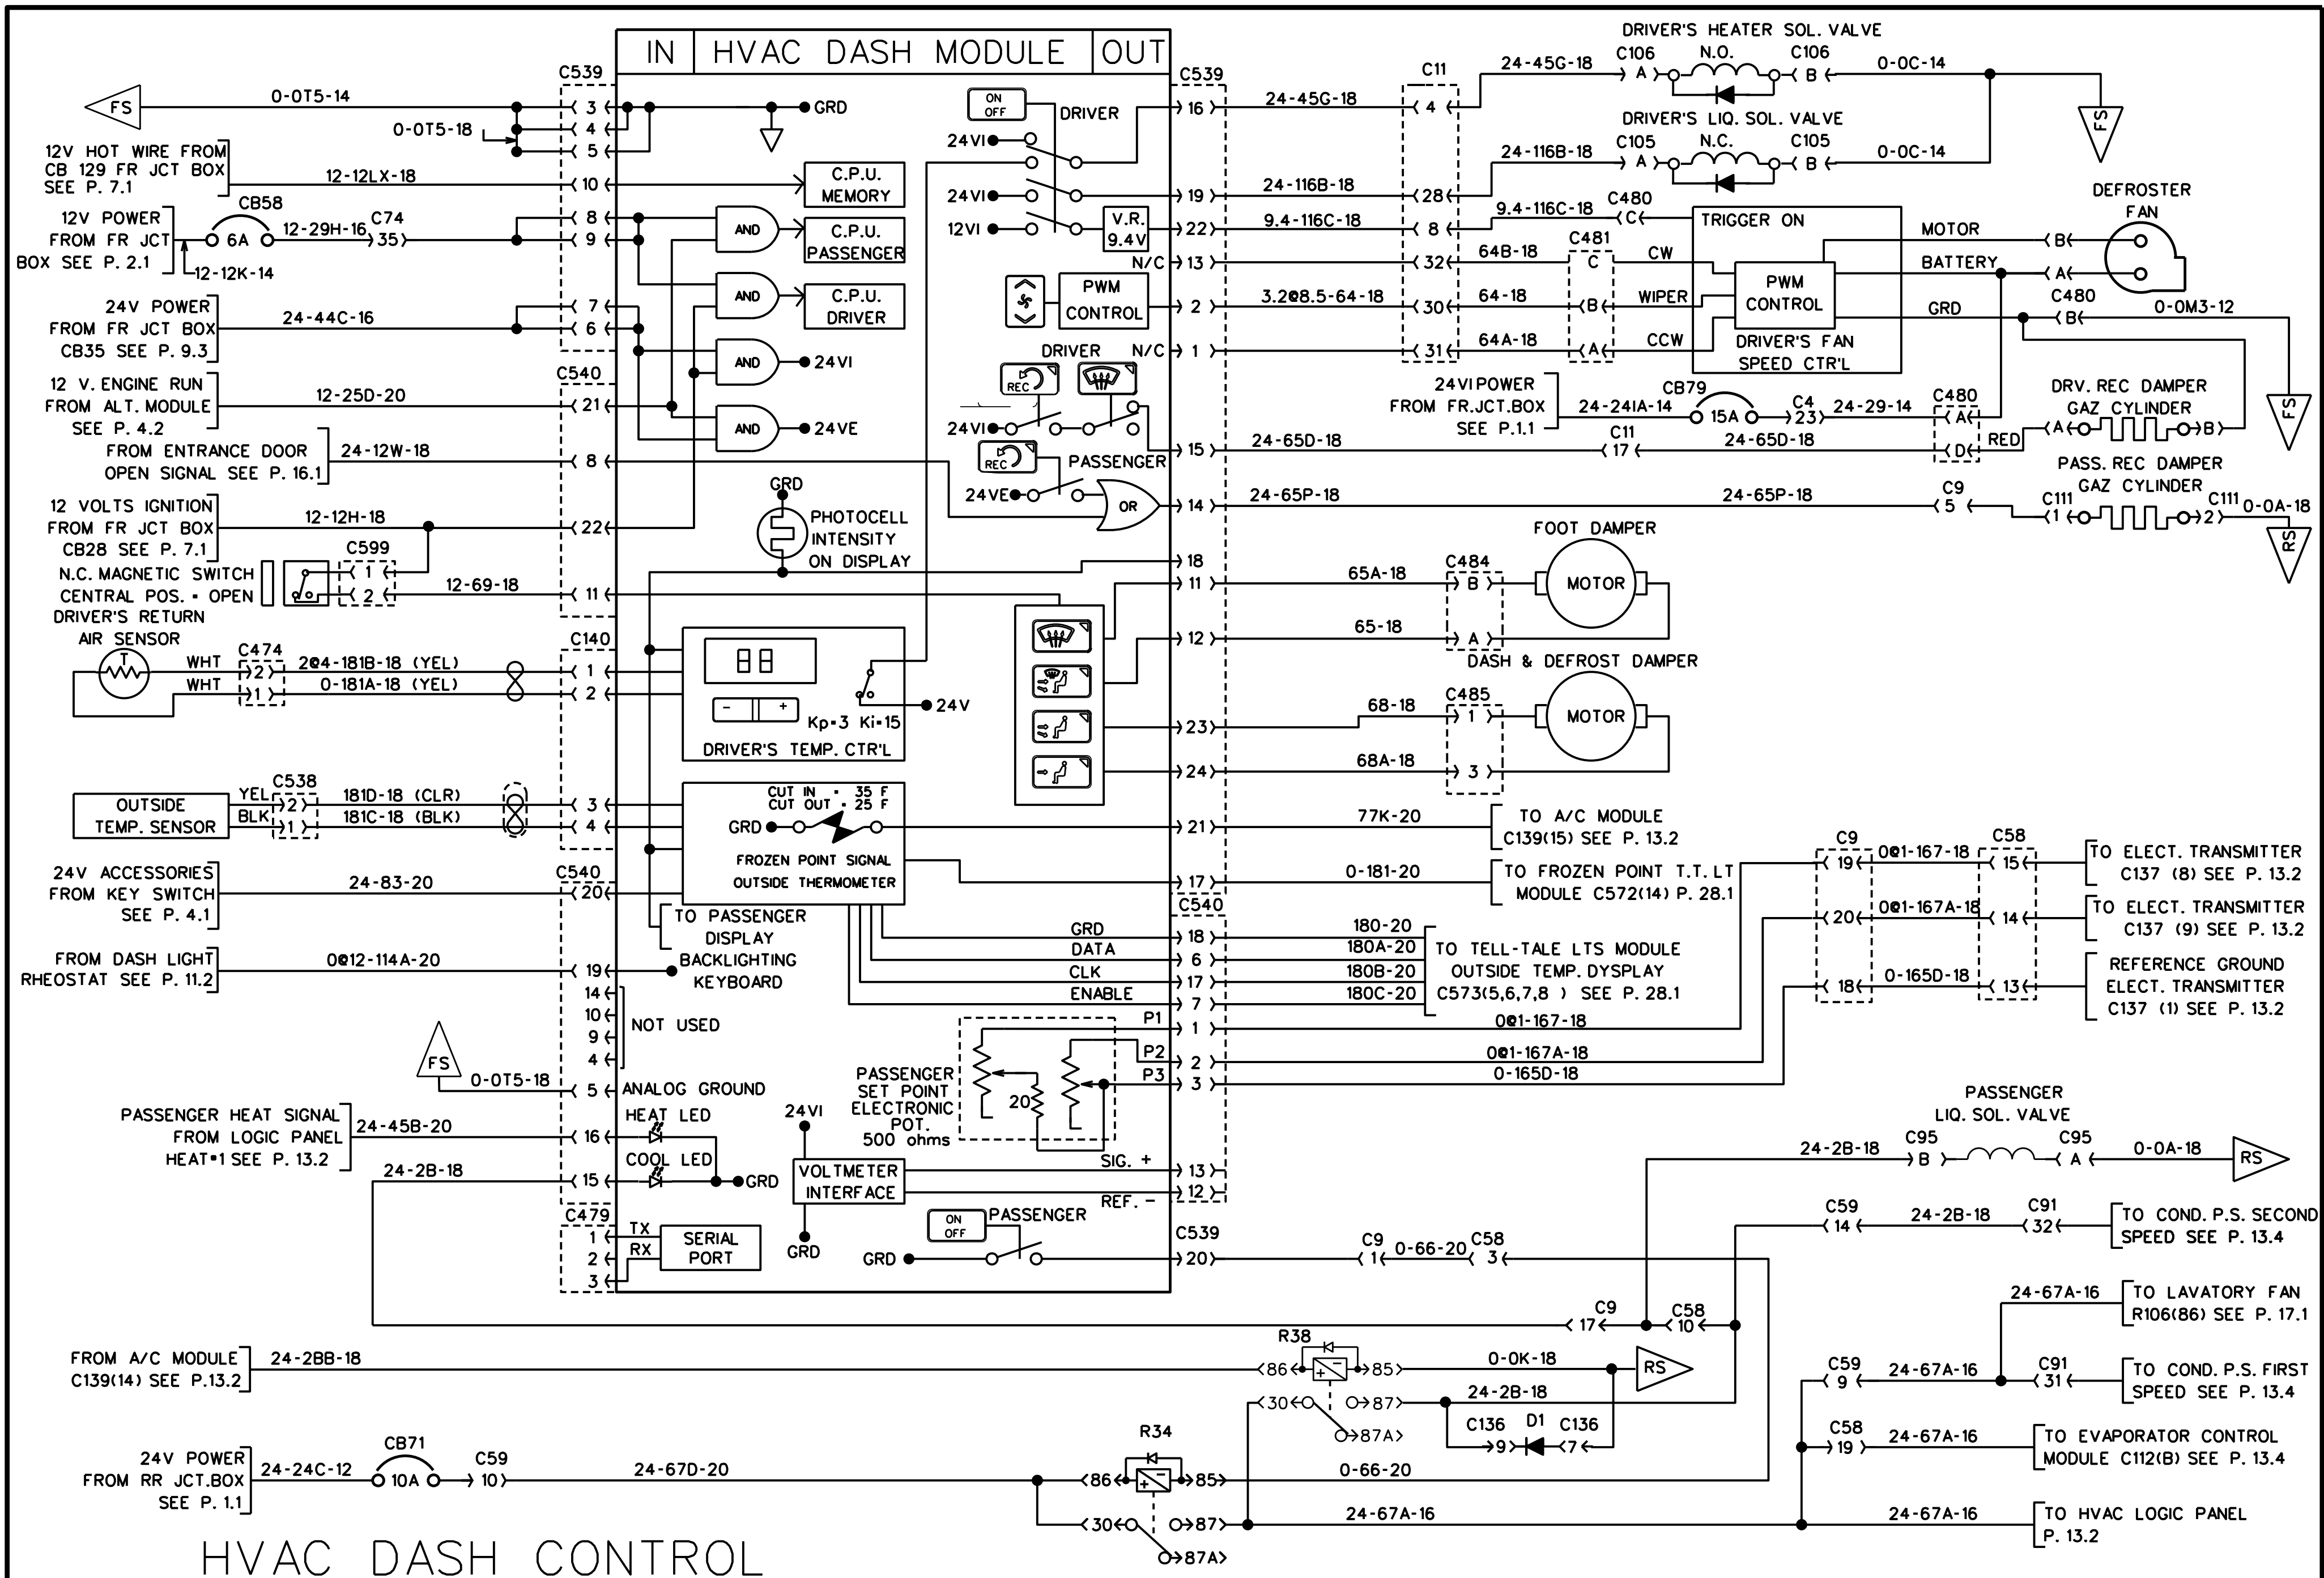 IN HVAC DASH MODULE OUT
C539
FS
0-0T5-14
3
4
5
0-0T5-18
GRD
12V HOT WIRE FROM
CB 129 FR JCT BOX
SEE P. 7.1
12-12LX-18
10
C.P.U.
MEMORY
12V POWER
FROM FR JCT
BOX SEE P. 2.1
CB58
6A
12-29H-16
C74
35
12-12K-14
8
9
AND
C.P.U.
PASSENGER
24V POWER
FROM FR JCT BOX
CB35 SEE P. 9.3
24-44C-16
7
6
AND
C.P.U.
DRIVER
AND
24VI
C540
12 V. ENGINE RUN
FROM ALT. MODULE
SEE P. 4.2
12-25D-20
21
AND
24VE
FROM ENTRANCE DOOR
OPEN SIGNAL SEE P. 16.1
24-12W-18
8
12 VOLTS IGNITION
FROM FR JCT BOX
CB28 SEE P. 7.1
12-12H-18
22
GRD
PHOTOCELL
INTENSITY
ON DISPLAY
N.C. MAGNETIC SWITCH
CENTRAL POS. = OPEN
C599
1
2
12-69-18
11
DRIVER'S RETURN
AIR SENSOR
T
WHT
WHT
C474
2
1
2@4-181B-18 (YEL)
0-181A-18 (YEL)
C140
1
2
- +
Kp=3 Ki=15
DRIVER'S TEMP. CTR'L
24V
OUTSIDE
TEMP. SENSOR
YEL
BLK
C538
2
1
181D-18 (CLR)
181C-18 (BLK)
3
4
CUT IN = 35 F
CUT OUT = 25 F
GRD
FROZEN POINT SIGNAL
OUTSIDE THERMOMETER
24V ACCESSORIES
FROM KEY SWITCH
SEE P. 4.1
24-83-20
C540
20
TO PASSENGER
DISPLAY
FROM DASH LIGHT
RHEOSTAT SEE P. 11.2
0@12-114A-20
19
BACKLIGHTING
KEYBOARD
14
10
9
4
NOT USED
FS
0-0T5-18
5
ANALOG GROUND
PASSENGER HEAT SIGNAL
FROM LOGIC PANEL
HEAT=1 SEE P. 13.2
24-45B-20
16
HEAT LED
24-2B-18
15
COOL LED
GRD
C479
1
2
3
TX
RX
SERIAL
PORT
24VI
VOLTMETER
INTERFACE
GRD
PASSENGER
SET POINT
ELECTRONIC
POT.
500 ohms
20
P1
P2
P3
SIG. +
REF. -
ON
OFF
PASSENGER
GRD
ON
OFF
DRIVER
24VI
24VI
12VI
V.R.
9.4V
N/C
PWM
CONTROL
DRIVER
N/C
REC
24VI
REC
PASSENGER
24VE
OR
GRD
DATA
CLK
ENABLE
C539
16
19
22
13
2
1
15
14
18
11
12
23
24
21
17
C540
18
6
17
7
1
2
3
13
12
C539
20
24-45G-18
24-116B-18
9.4-116C-18
3.2@8.5-64-18
C11
4
28
8
32
30
31
24-45G-18
DRIVER'S HEATER SOL. VALVE
C106
A
N.O.
C106
B
0-0C-14
FS
DRIVER'S LIQ. SOL. VALVE
24-116B-18
C105
A
N.C.
C105
B
0-0C-14
9.4-116C-18
C480
C
TRIGGER ON
64B-18
C481
C
CW
64-18
B
WIPER
64A-18
A
CCW
PWM
CONTROL
DRIVER'S FAN
SPEED CTR'L
DEFROSTER
FAN
MOTOR
B
BATTERY
A
GRD
C480
B
0-0M3-12
FS
24VI POWER
FROM FR.JCT.BOX
SEE P.1.1
24-24IA-14
CB79
15A
C4
23
24-29-14
C480
A
D
RED
24-65D-18
C11
17
24-65D-18
DRV. REC DAMPER
GAZ CYLINDER
A
B
24-65P-18
24-65P-18
C9
5
PASS. REC DAMPER
GAZ CYLINDER
C111
1
C111
2
0-0A-18
RS
FOOT DAMPER
65A-18
C484
B
MOTOR
65-18
A
DASH & DEFROST DAMPER
68-18
C485
1
MOTOR
68A-18
3
77K-20
TO A/C MODULE
C139(15) SEE P. 13.2
0-181-20
TO FROZEN POINT T.T. LT
MODULE C572(14) P. 28.1
180-20
180A-20
180B-20
180C-20
TO TELL-TALE LTS MODULE
OUTSIDE TEMP. DYSPLAY
C573(5,6,7,8 ) SEE P. 28.1
0@1-167-18
0@1-167A-18
0-165D-18
C9
19
20
18
0@1-167-18
0@1-167A-18
0-165D-18
C58
15
14
13
TO ELECT. TRANSMITTER
C137 (8) SEE P. 13.2
TO ELECT. TRANSMITTER
C137 (9) SEE P. 13.2
REFERENCE GROUND
ELECT. TRANSMITTER
C137 (1) SEE P. 13.2
PASSENGER
LIQ. SOL. VALVE
24-2B-18
C95
B
C95
A
0-0A-18
RS
C59
14
24-2B-18
C91
32
TO COND. P.S. SECOND
SPEED SEE P. 13.4
C9
1
0-66-20
C58
3
C9
17
C58
10
24-67A-16
TO LAVATORY FAN
R106(86) SEE P. 17.1
C59
9
24-67A-16
C91
31
TO COND. P.S. FIRST
SPEED SEE P. 13.4
C58
19
24-67A-16
TO EVAPORATOR CONTROL
MODULE C112(B) SEE P. 13.4
24-67A-16
TO HVAC LOGIC PANEL
P. 13.2
FROM A/C MODULE
C139(14) SEE P.13.2
24-2BB-18
R38
86
+ -
85
0-0K-18
RS
30
87
24-2B-18
87A
C136
9
D1
C136
7
24V POWER
FROM RR JCT.BOX
SEE P. 1.1
24-24C-12
CB71
10A
C59
10
24-67D-20
R34
86
+ -
85
0-66-20
30
87
24-67A-16
87A
HVAC DASH CONTROL